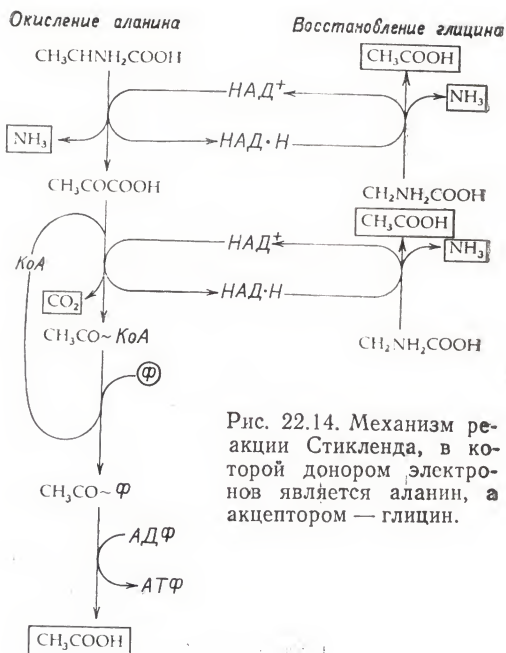 Окисление аланина
Восстановление глицина
CH₃CHNH₂COOH
CH₃COOH
НАД⁺
NH₃
NH₃
НАД·Н
CH₃COCOOH
CH₂NH₂COOH
CH₃COOH
НАД⁺
КоА
NH₃
CO₂
НАД·Н
CH₃CO~КоА
CH₂NH₂COOH
Ф
Рис. 22.14. Механизм ре-
акции Стикленда, в ко-
торой донором электро-
нов является аланин, а
акцептором — глицин.
CH₃CO~Ф
АДФ
АТФ
CH₃COOH